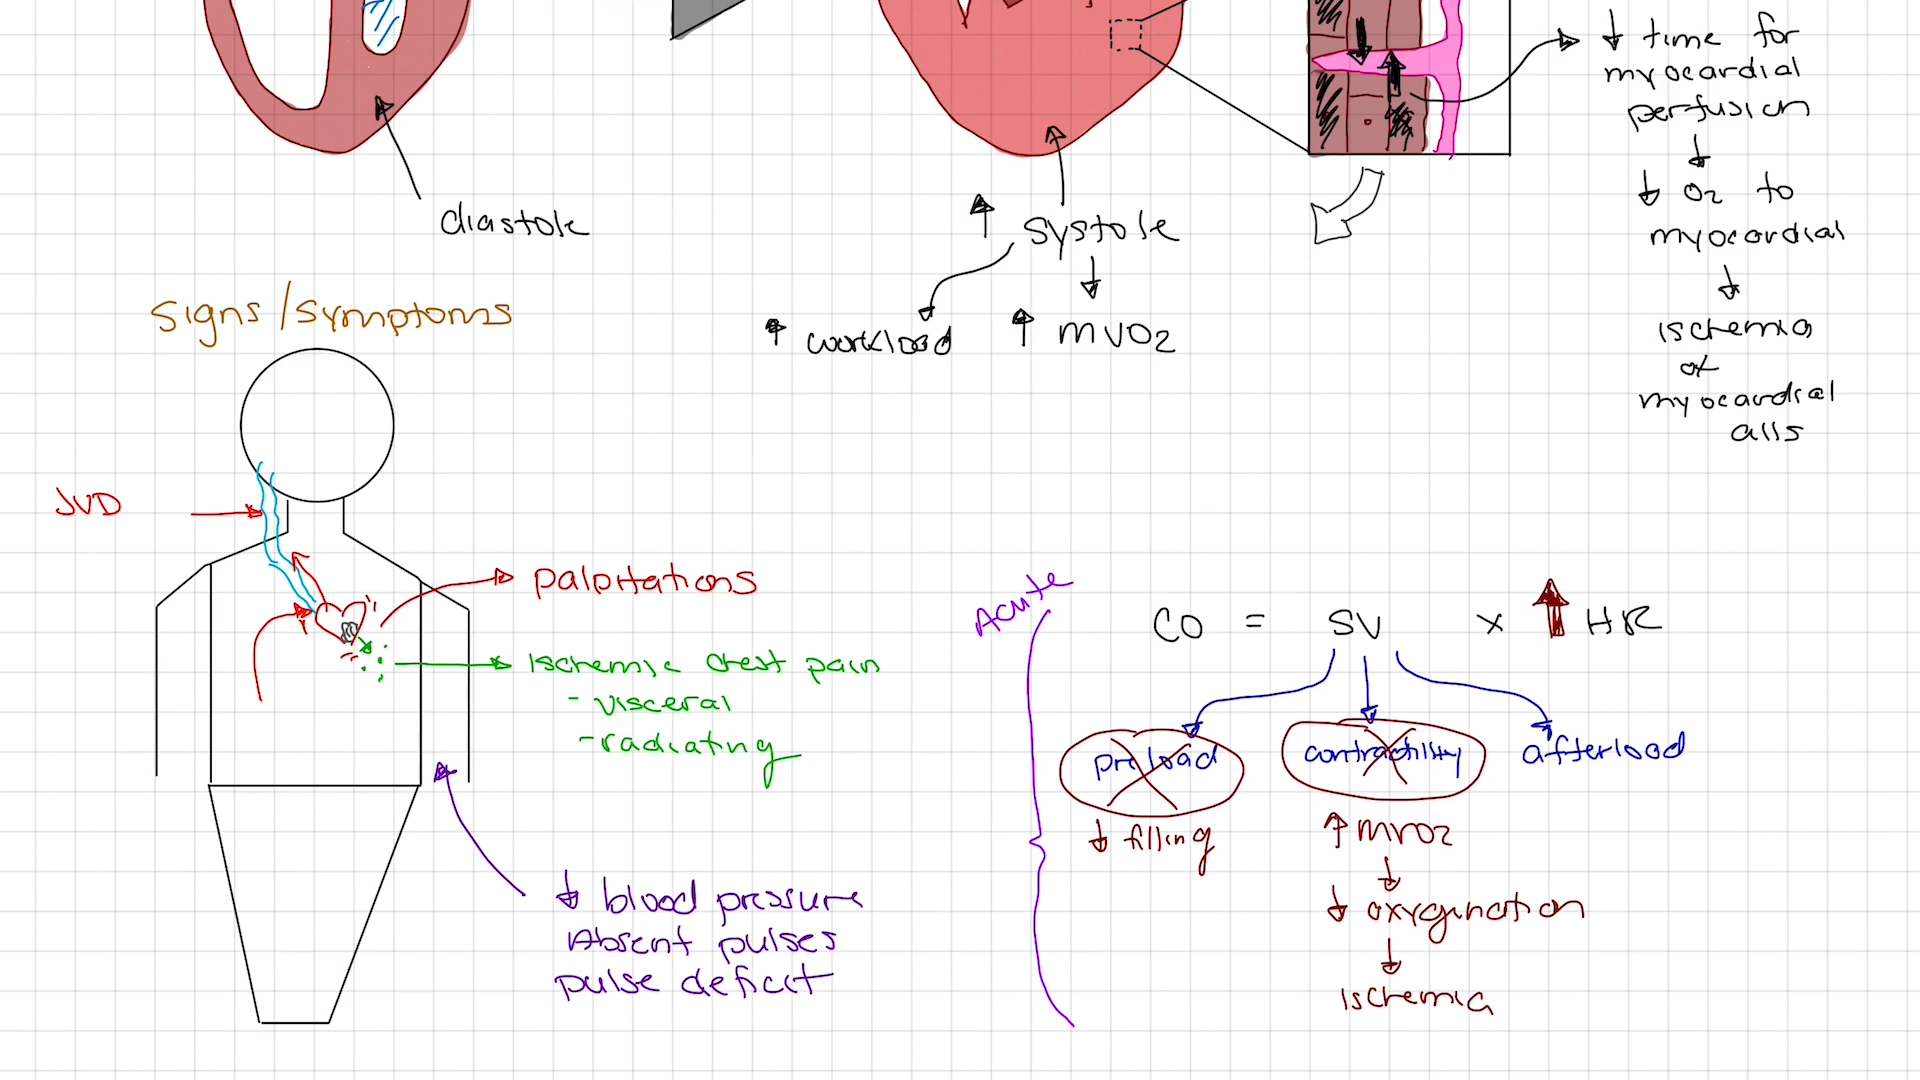 ↓ time for
myocardial
perfusion
↓
↓ O2 to
myocardial
↓
ischemia
of
myocardial
cells
diastole
↑ systole
↑ workload
↑ MVO2
Signs/Symptoms
JVD
palpitations
Ischemic chest pain
- visceral
- radiating
↓ blood pressure
Absent pulses
pulse deficit
Acute
CO = SV x ↑ HR
preload
contractility
afterload
↓ filling
↑ MVO2
↓
↓ oxygination
↓
Ischemia